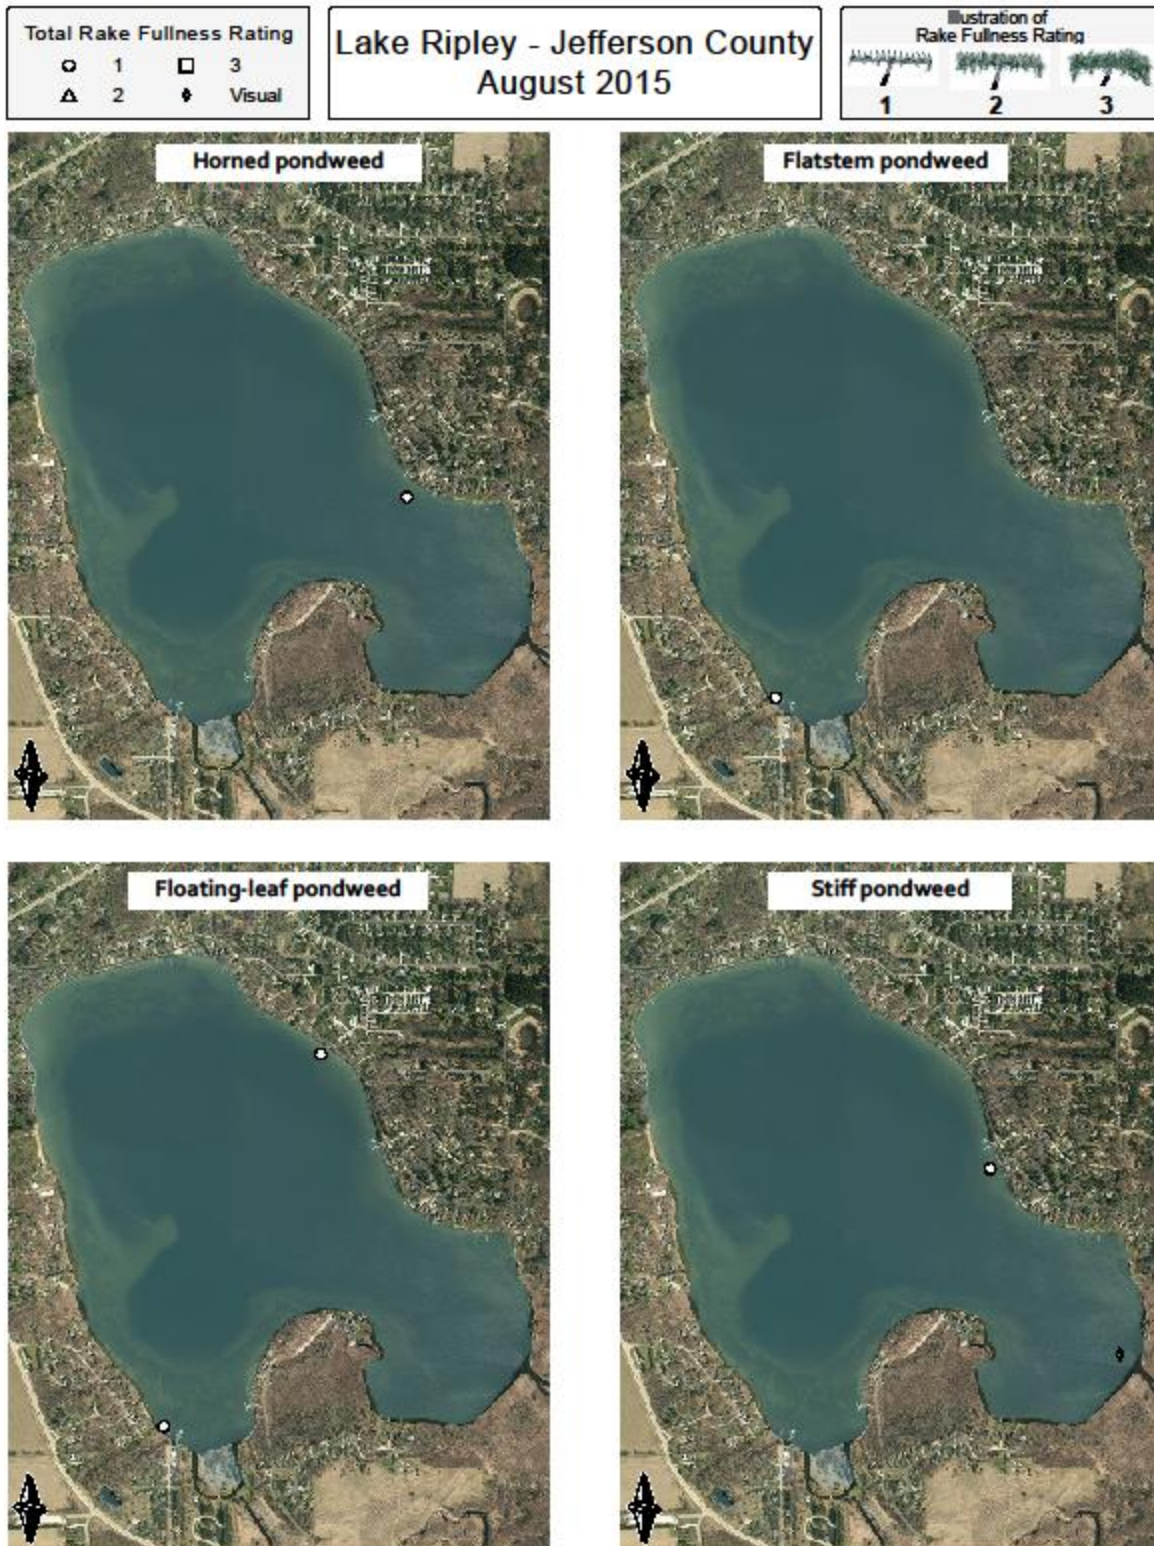 Total Rake Fullness Rating
1 3
2 Visual
Lake Ripley - Jefferson County
August 2015
Illustration of
Rake Fullness Rating
1 2 3
Horned pondweed
Flatstem pondweed
Floating-leaf pondweed
Stiff pondweed